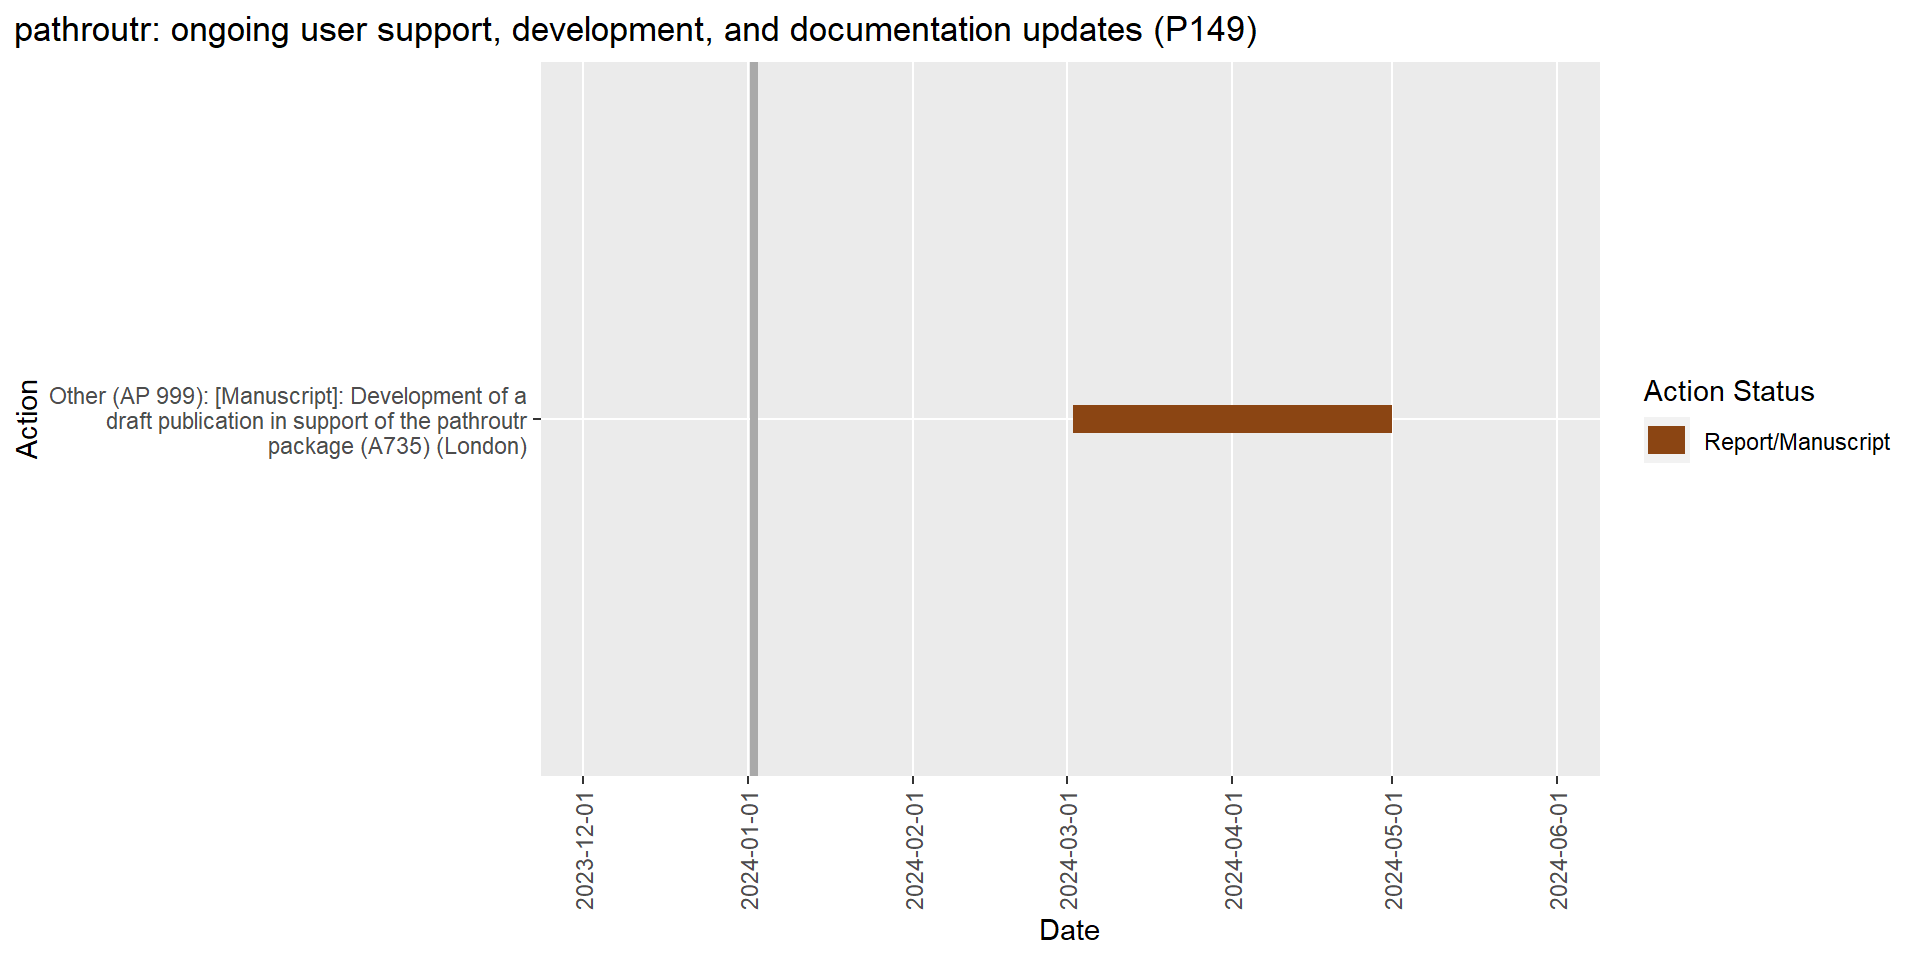 pathroutr: ongoing user support, development, and documentation updates (P149)
Action
Other (AP 999): [Manuscript]: Development of a
draft publication in support of the pathroutr
package (A735) (London)
Action Status
Report/Manuscript
2023-12-01
2024-01-01
2024-02-01
2024-03-01
2024-04-01
2024-05-01
2024-06-01
Date